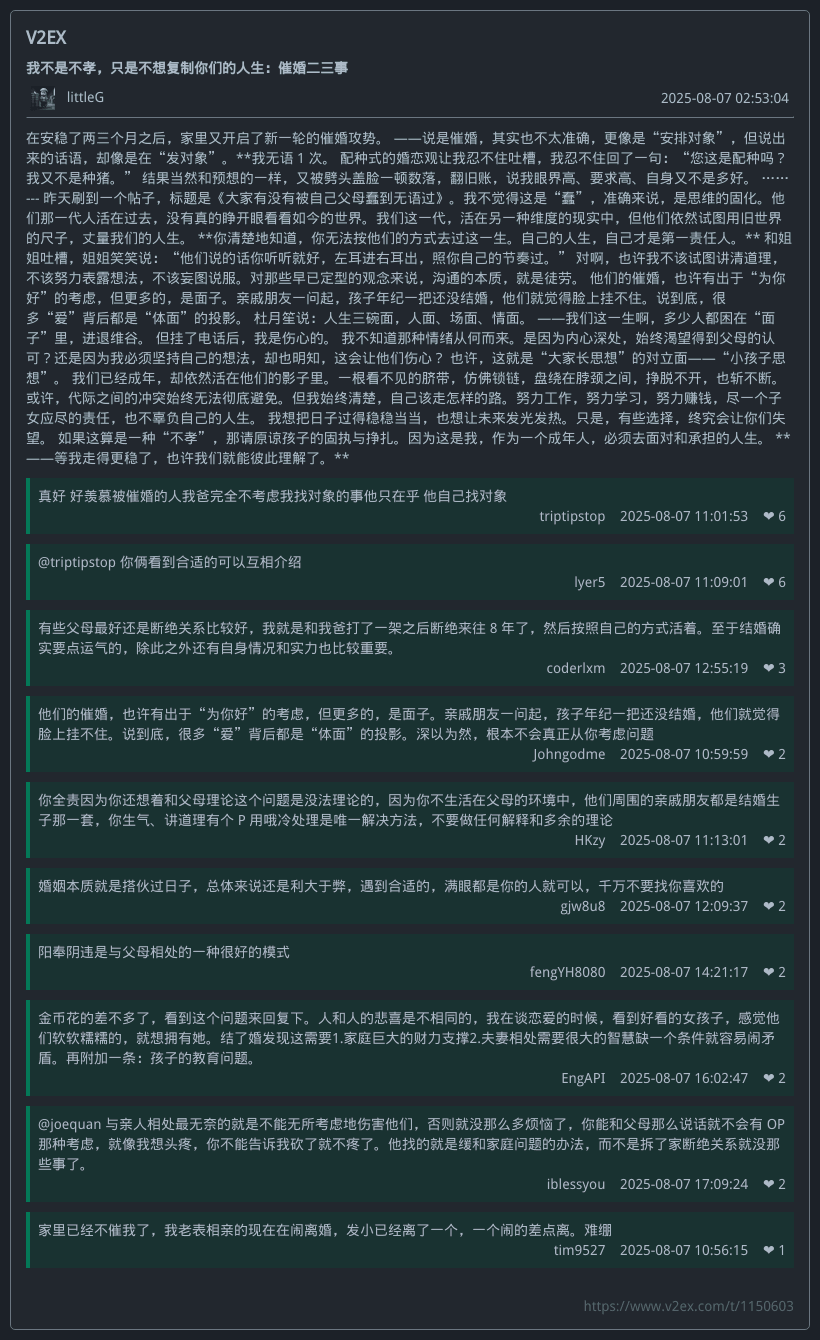 V2EX
我不是不孝，只是不想复制你们的人生：催婚二三事
littleG 2025-08-07 02:53:04
在安稳了两三个月之后，家里又开启了新一轮的催婚攻势。 ——说是催婚，其实也不太准确，更像是“安排对象”，但说出
来的话语，却像是在“发对象”。**我无语 1 次。 配种式的婚恋观让我忍不住吐槽，我忍不住回了一句：“您这是配种吗？
我又不是种猪。” 结果当然和预想的一样，又被劈头盖脸一顿数落，翻旧账，说我眼界高、要求高、自身又不是多好。 ……
--- 昨天刷到一个帖子，标题是《大家有没有被自己父母蠢到无语过》。我不觉得这是“蠢”，准确来说，是思维的固化。他
们那一代人活在过去，没有真的睁开眼看看如今的世界。我们这一代，活在另一种维度的现实中，但他们依然试图用旧世界
的尺子，丈量我们的人生。 **你清楚地知道，你无法按他们的方式去过这一生。自己的人生，自己才是第一责任人。** 和姐
姐吐槽，姐姐笑笑说：“他们说的话你听听就好，左耳进右耳出，照你自己的节奏过。” 对啊，也许我不该试图讲清道理，
不该努力表露想法，不该妄图说服。对那些早已定型的观念来说，沟通的本质，就是徒劳。 他们的催婚，也许有出于“为你
好”的考虑，但更多的，是面子。亲戚朋友一问起，孩子年纪一把还没结婚，他们就觉得脸上挂不住。说到底，很
多“爱”背后都是“体面”的投影。 杜月笙说：人生三碗面，人面、场面、情面。 ——我们这一生啊，多少人都困在“面
子”里，进退维谷。 但挂了电话后，我是伤心的。 我不知道那种情绪从何而来。是因为内心深处，始终渴望得到父母的认
可？还是因为我必须坚持自己的想法，却也明知，这会让他们伤心？ 也许，这就是“大家长思想”的对立面——“小孩子思
想”。 我们已经成年，却依然活在他们的影子里。一根看不见的脐带，仿佛锁链，盘绕在脖颈之间，挣脱不开，也斩不断。
或许，代际之间的冲突始终无法彻底避免。但我始终清楚，自己该走怎样的路。努力工作，努力学习，努力赚钱，尽一个子
女应尽的责任，也不辜负自己的人生。 我想把日子过得稳稳当当，也想让未来发光发热。只是，有些选择，终究会让你们失
望。 如果这算是一种“不孝”，那请原谅孩子的固执与挣扎。因为这是我，作为一个成年人，必须去面对和承担的人生。 **
——等我走得更稳了，也许我们就能彼此理解了。**
真好 好羡慕被催婚的人我爸完全不考虑我找对象的事他只在乎 他自己找对象
triptipstop 2025-08-07 11:01:53 ❤ 6
@triptipstop 你俩看到合适的可以互相介绍
lyer5 2025-08-07 11:09:01 ❤ 6
有些父母最好还是断绝关系比较好，我就是和我爸打了一架之后断绝来往 8 年了，然后按照自己的方式活着。至于结婚确
实要点运气的，除此之外还有自身情况和实力也比较重要。
coderlxm 2025-08-07 12:55:19 ❤ 3
他们的催婚，也许有出于“为你好”的考虑，但更多的，是面子。亲戚朋友一问起，孩子年纪一把还没结婚，他们就觉得
脸上挂不住。说到底，很多“爱”背后都是“体面”的投影。深以为然，根本不会真正从你考虑问题
Johngodme 2025-08-07 10:59:59 ❤ 2
你全责因为你还想着和父母理论这个问题是没法理论的，因为你不生活在父母的环境中，他们周围的亲戚朋友都是结婚生
子那一套，你生气、讲道理有个 P 用哦冷处理是唯一解决方法，不要做任何解释和多余的理论
HKzy 2025-08-07 11:13:01 ❤ 2
婚姻本质就是搭伙过日子，总体来说还是利大于弊，遇到合适的，满眼都是你的人就可以，千万不要找你喜欢的
gjw8u8 2025-08-07 12:09:37 ❤ 2
阳奉阴违是与父母相处的一种很好的模式
fengYH8080 2025-08-07 14:21:17 ❤ 2
金币花的差不多了，看到这个问题来回复下。人和人的悲喜是不相同的，我在谈恋爱的时候，看到好看的女孩子，感觉他
们软软糯糯的，就想拥有她。结了婚发现这需要1.家庭巨大的财力支撑2.夫妻相处需要很大的智慧缺一个条件就容易闹矛
盾。再附加一条：孩子的教育问题。
EngAPI 2025-08-07 16:02:47 ❤ 2
@joequan 与亲人相处最无奈的就是不能无所考虑地伤害他们，否则就没那么多烦恼了，你能和父母那么说话就不会有 OP
那种考虑，就像我想头疼，你不能告诉我砍了就不疼了。他找的就是缓和家庭问题的办法，而不是拆了家断绝关系就没那
些事了。
iblessyou 2025-08-07 17:09:24 ❤ 2
家里已经不催我了，我老表相亲的现在在闹离婚，发小已经离了一个，一个闹的差点离。难绷
tim9527 2025-08-07 10:56:15 ❤ 1
https://www.v2ex.com/t/1150603